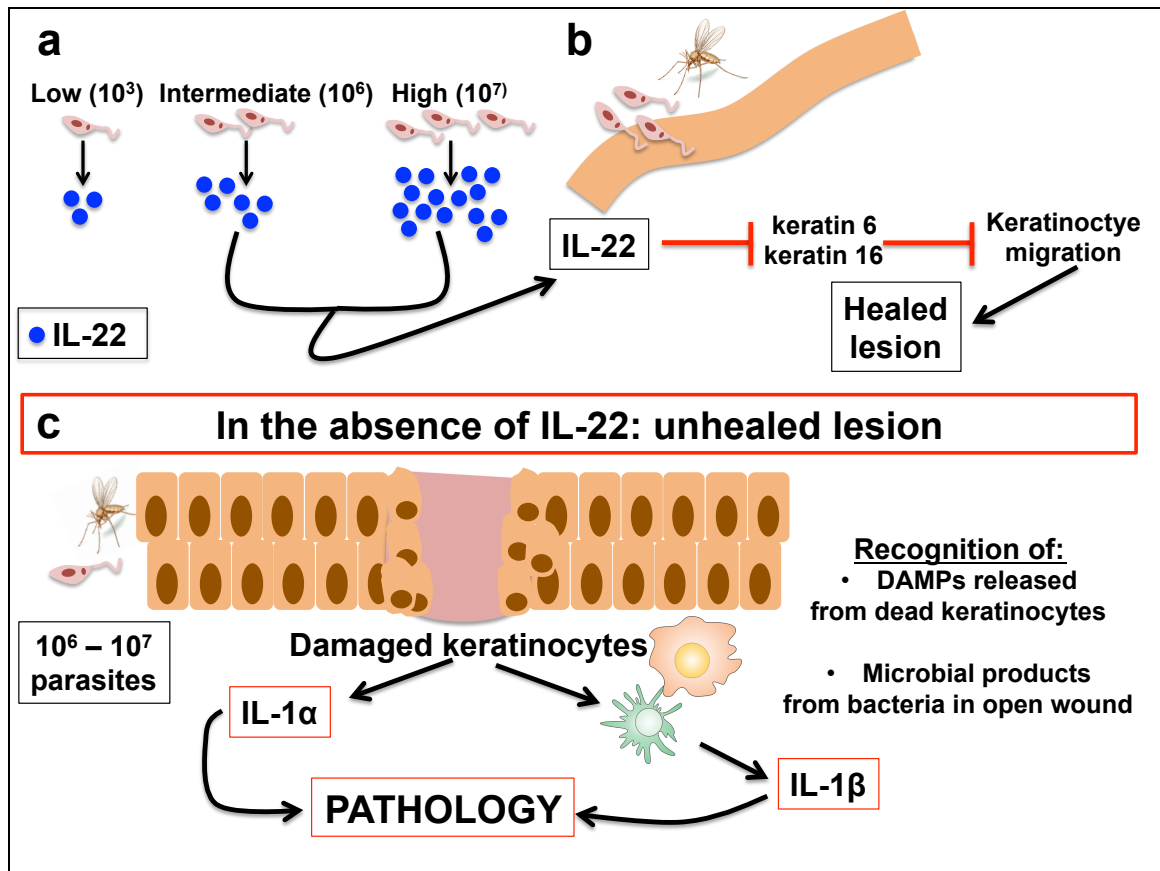 a
Low (10³)
Intermediate (10⁶)
High (10⁷⁾
IL-22
b
IL-22
keratin 6
keratin 16
Keratinoctye
migration
Healed
lesion
c
In the absence of IL-22: unhealed lesion
10⁶ – 10⁷
parasites
Damaged keratinocytes
IL-1α
PATHOLOGY
IL-1β
Recognition of:
• DAMPs released
from dead keratinocytes
• Microbial products
from bacteria in open wound